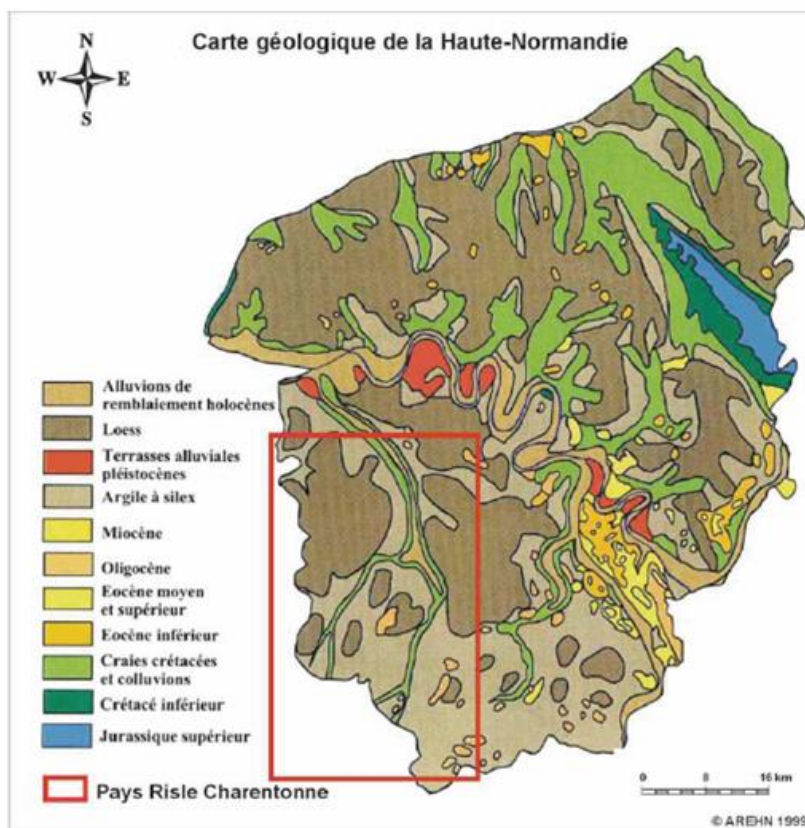 Carte géologique de la Haute-Normandie
N
W E
S
Alluvions de
remblaiement holocènes
Loess
Terrasses alluviales
pléistocènes
Argile à silex
Miocène
Oligocène
Eocène moyen
et supérieur
Eocène inférieur
Craies crétacées
et colluvions
Crétacé inférieur
Jurassique supérieur
Pays Risle Charentonne
0 8 16 km
© AREHN 1999